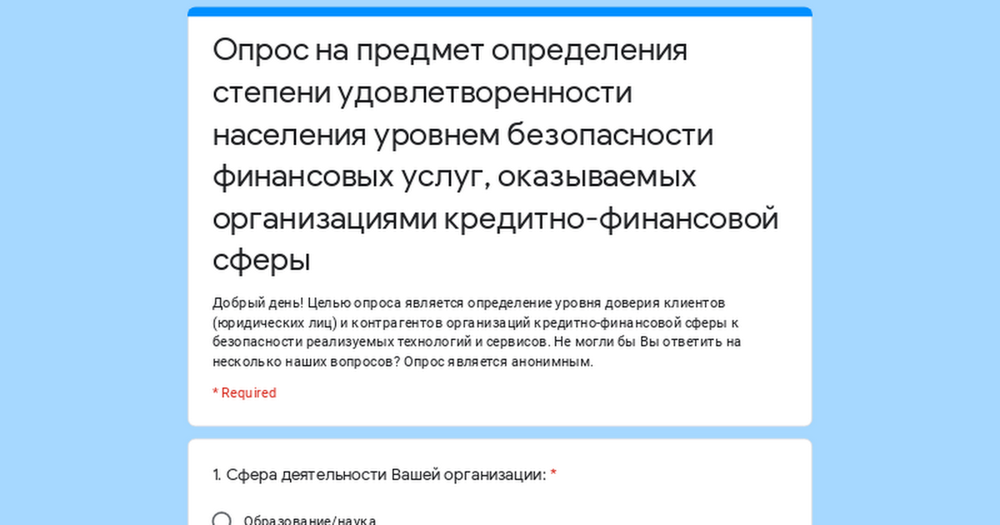 Опрос на предмет определения
степени удовлетворенности
населения уровнем безопасности
финансовых услуг, оказываемых
организациями кредитно-финансовой
сферы
Добрый день! Целью опроса является определение уровня доверия клиентов
(юридических лиц) и контрагентов организаций кредитно-финансовой сферы к
безопасности реализуемых технологий и сервисов. Не могли бы Вы ответить на
несколько наших вопросов? Опрос является анонимным.
* Required
1. Сфера деятельности Вашей организации: *
Образование/наука